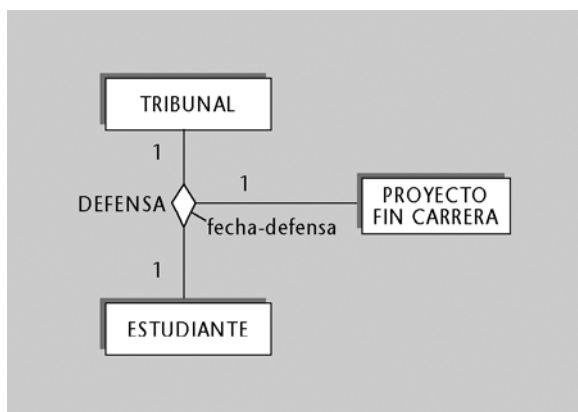 TRIBUNAL
1
1
DEFENSA
PROYECTO
FIN CARRERA
fecha-defensa
1
ESTUDIANTE